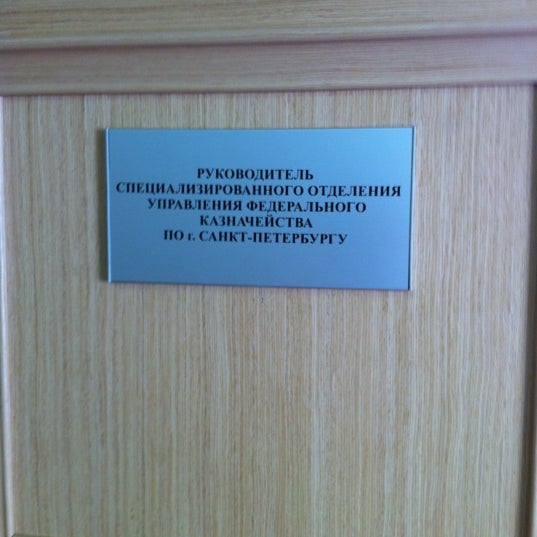 РУКОВОДИТЕЛЬ
СПЕЦИАЛИЗИРОВАННОГО ОТДЕЛЕНИЯ
УПРАВЛЕНИЯ ФЕДЕРАЛЬНОГО
КАЗНАЧЕЙСТВА
ПО г. САНКТ-ПЕТЕРБУРГУ